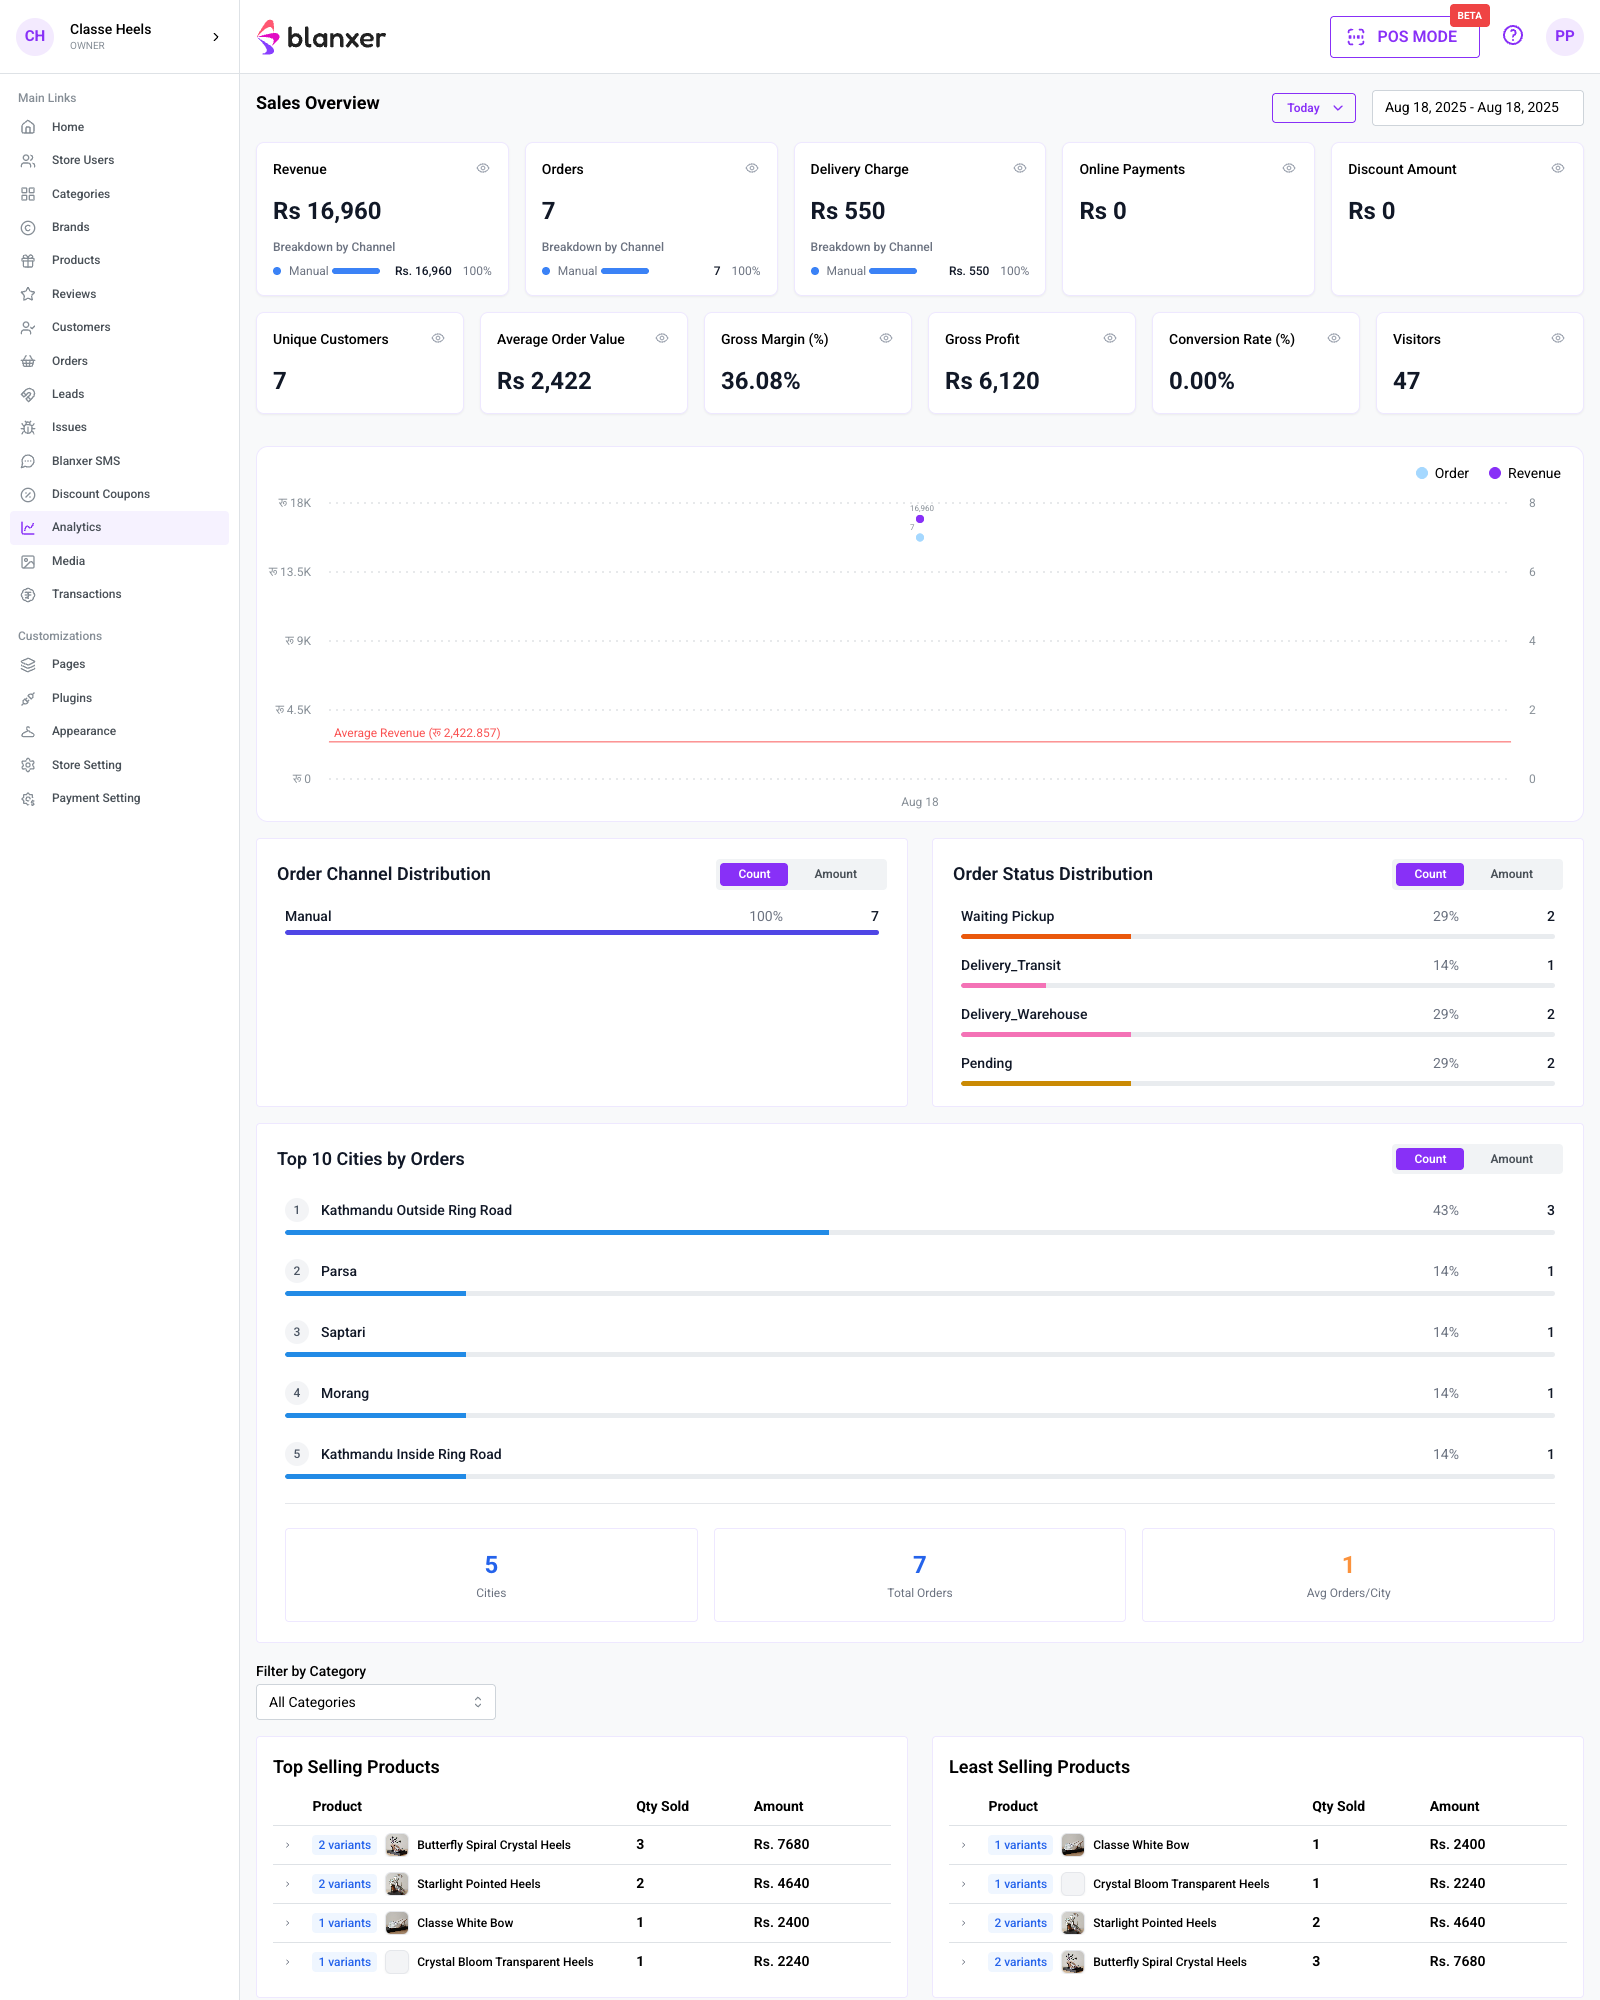 CH
Classe Heels
OWNER
blanxer
BETA
POS MODE
PP
Main Links
Home
Store Users
Categories
Brands
Products
Reviews
Customers
Orders
Leads
Issues
Blanxer SMS
Discount Coupons
Analytics
Media
Transactions
Customizations
Pages
Plugins
Appearance
Store Setting
Payment Setting
Sales Overview
Today
Aug 18, 2025 - Aug 18, 2025
Revenue
Rs 16,960
Breakdown by Channel
Manual Rs. 16,960 100%
Orders
7
Breakdown by Channel
Manual 7 100%
Delivery Charge
Rs 550
Breakdown by Channel
Manual Rs. 550 100%
Online Payments
Rs 0
Discount Amount
Rs 0
Unique Customers
7
Average Order Value
Rs 2,422
Gross Margin (%)
36.08%
Gross Profit
Rs 6,120
Conversion Rate (%)
0.00%
Visitors
47
Order Revenue
रू 18K 8
16,960
7
रू 13.5K 6
रू 9K 4
रू 4.5K 2
Average Revenue (रू 2,422.857)
रू 0 0
Aug 18
Order Channel Distribution
Count Amount
Manual 100% 7
Order Status Distribution
Count Amount
Waiting Pickup 29% 2
Delivery_Transit 14% 1
Delivery_Warehouse 29% 2
Pending 29% 2
Top 10 Cities by Orders
Count Amount
1 Kathmandu Outside Ring Road 43% 3
2 Parsa 14% 1
3 Saptari 14% 1
4 Morang 14% 1
5 Kathmandu Inside Ring Road 14% 1
5
Cities
7
Total Orders
1
Avg Orders/City
Filter by Category
All Categories
Top Selling Products
Product Qty Sold Amount
2 variants Butterfly Spiral Crystal Heels 3 Rs. 7680
2 variants Starlight Pointed Heels 2 Rs. 4640
1 variants Classe White Bow 1 Rs. 2400
1 variants Crystal Bloom Transparent Heels 1 Rs. 2240
Least Selling Products
Product Qty Sold Amount
1 variants Classe White Bow 1 Rs. 2400
1 variants Crystal Bloom Transparent Heels 1 Rs. 2240
2 variants Starlight Pointed Heels 2 Rs. 4640
2 variants Butterfly Spiral Crystal Heels 3 Rs. 7680